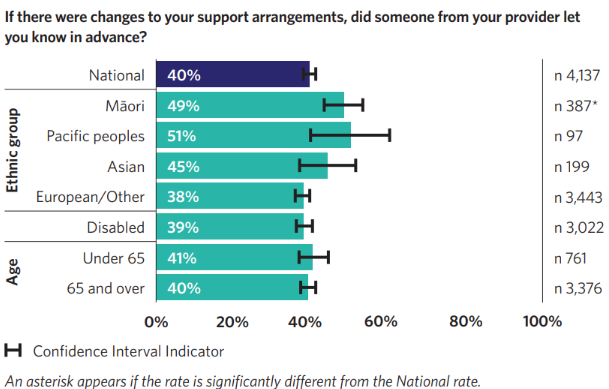 If there were changes to your support arrangements, did someone from your provider let
you know in advance?
National 40% n 4,137
Ethnic group
Māori 49% n 387*
Pacific peoples 51% n 97
Asian 45% n 199
European/Other 38% n 3,443
Disabled 39% n 3,022
Age
Under 65 41% n 761
65 and over 40% n 3,376
0% 20% 40% 60% 80% 100%
Confidence Interval Indicator
An asterisk appears if the rate is significantly different from the National rate.